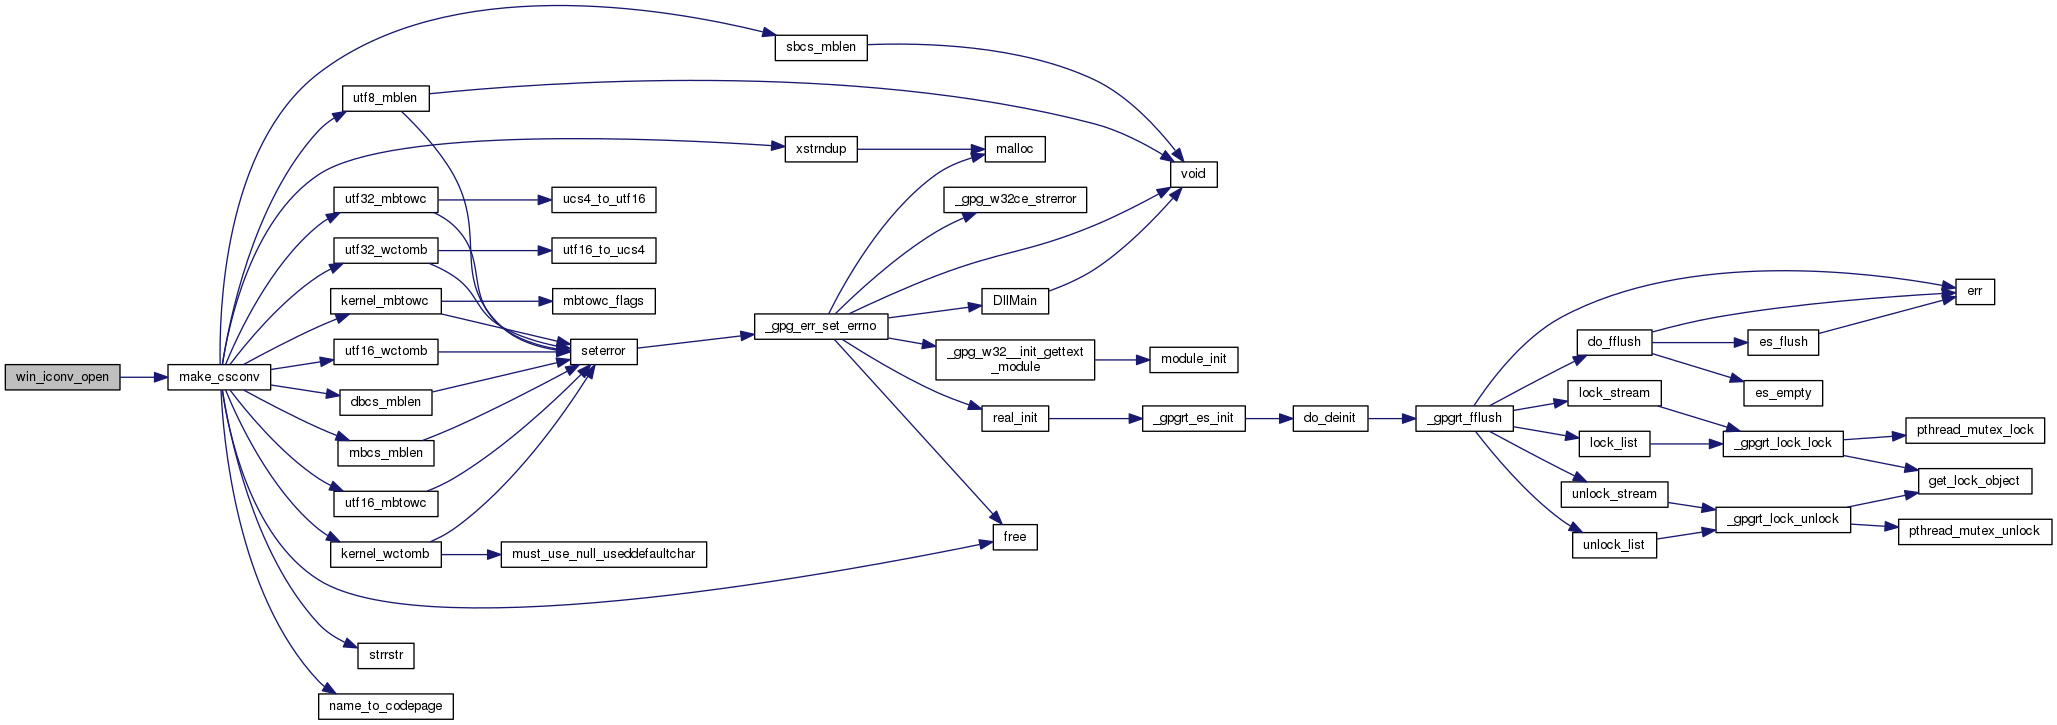 win_iconv_open
make_csconv
sbcs_mblen
utf8_mblen
xstrndup
utf32_mbtowc
utf32_wctomb
kernel_mbtowc
utf16_wctomb
dbcs_mblen
mbcs_mblen
utf16_mbtowc
kernel_wctomb
strrstr
name_to_codepage
ucs4_to_utf16
utf16_to_ucs4
mbtowc_flags
seterror
must_use_null_useddefaultchar
_gpg_err_set_errno
malloc
_gpg_w32ce_strerror
void
DllMain
_gpg_w32__init_gettext
_module
module_init
real_init
free
_gpgrt_es_init
do_deinit
_gpgrt_fflush
do_fflush
lock_stream
lock_list
unlock_stream
unlock_list
err
es_flush
es_empty
_gpgrt_lock_lock
_gpgrt_lock_unlock
pthread_mutex_lock
get_lock_object
pthread_mutex_unlock